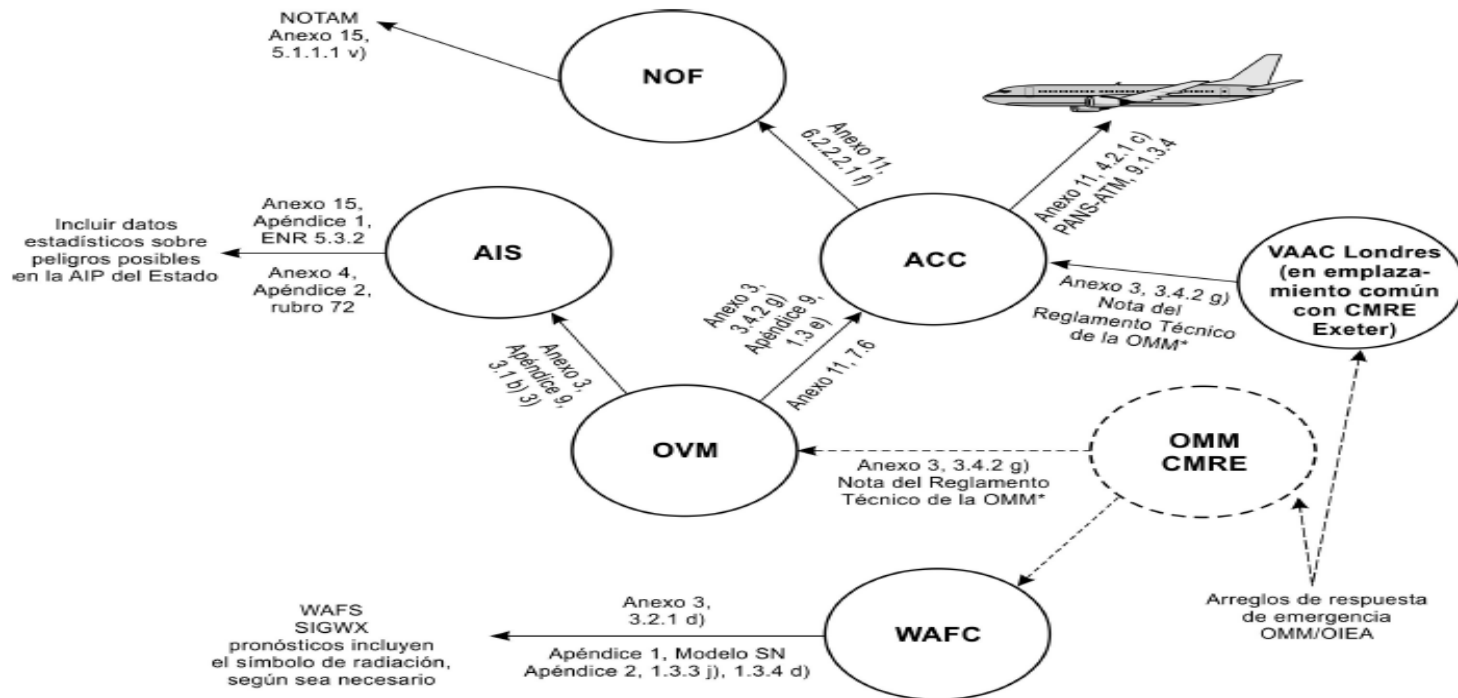 NOTAM
Anexo 15,
5.1.1.1 v)
NOF
Anexo 11,
6.2.2.2.1 f)
Anexo 11, 4.2.1 c)
PANS-ATM, 9.1.3.4
Incluir datos
estadísticos sobre
peligros posibles
en la AIP del Estado
Anexo 15,
Apéndice 1,
ENR 5.3.2
Anexo 4,
Apéndice 2,
rubro 72
AIS
ACC
VAAC Londres
(en emplaza-
miento común
con CMRE
Exeter)
Anexo 3, 3.4.2 g)
Nota del
Reglamento Técnico
de la OMM*
Anexo 3,
3.4.2 g)
Apéndice 9,
1.3 e)
Anexo 11, 7.6
Anexo 3,
Apéndice 9,
3.1 b) 3)
OVM
OMM
CMRE
Anexo 3, 3.4.2 g)
Nota del Reglamento
Técnico de la OMM*
Arreglos de respuesta
de emergencia
OMM/OIEA
WAFS
SIGWX
pronósticos incluyen
el símbolo de radiación,
según sea necesario
Anexo 3,
3.2.1 d)
Apéndice 1, Modelo SN
Apéndice 2, 1.3.3 j), 1.3.4 d)
WAFC